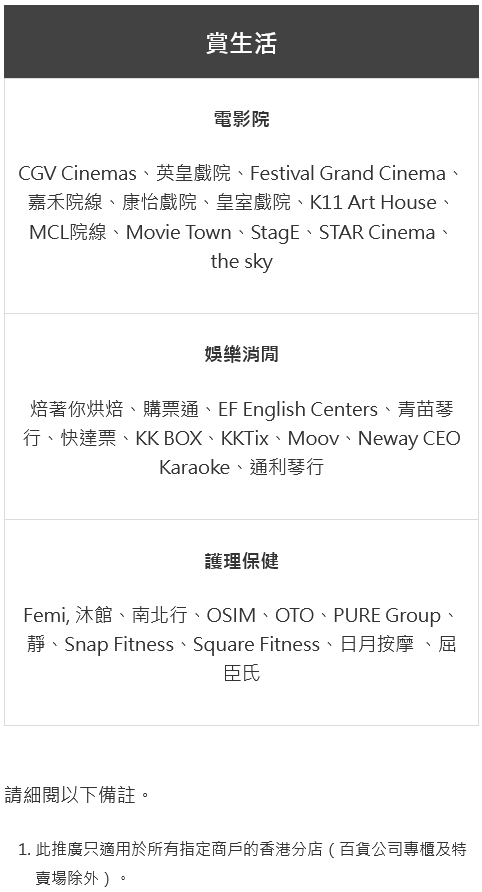 賞生活
電影院
CGV Cinemas、英皇戲院、Festival Grand Cinema、
嘉禾院線、康怡戲院、皇室戲院、K11 Art House、
MCL院線、Movie Town、StagE、STAR Cinema、
the sky
娛樂消閒
焙著你烘焙、購票通、EF English Centers、青苗琴
行、快達票、KK BOX、KKTix、Moov、Neway CEO
Karaoke、通利琴行
護理保健
Femi, 沐館、南北行、OSIM、OTO、PURE Group、
靜、Snap Fitness、Square Fitness、日月按摩 、屈
臣氏
請細閱以下備註。
1. 此推廣只適用於所有指定商戶的香港分店（百貨公司專櫃及特
賣場除外）。